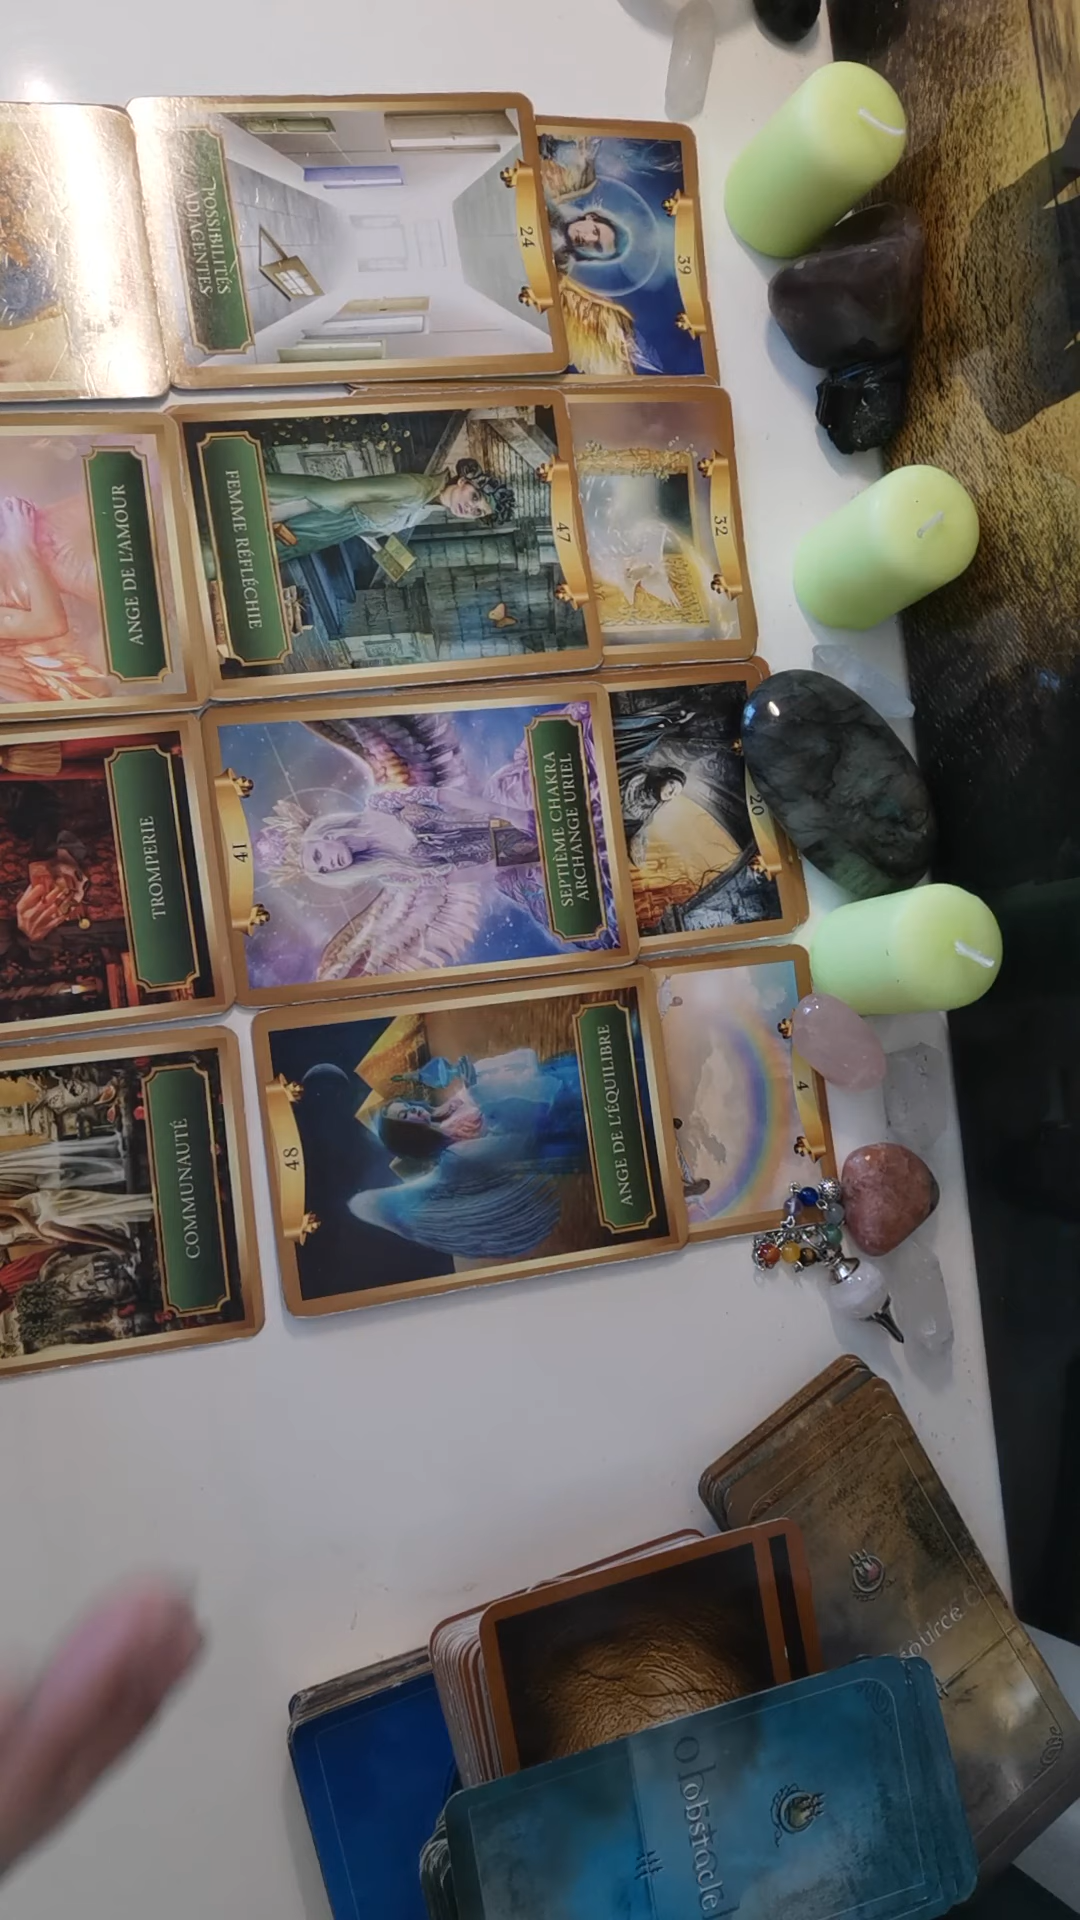 39
24
POSSIBILITÉS
ADJACENTES
32
47
FEMME RÉFLÉCHIE
ANGE DE L'AMOUR
20
41
SEPTIÈME CHAKRA
ARCHANGE URIEL
TROMPERIE
4
48
ANGE DE L'ÉQUILIBRE
COMMUNAUTÉ